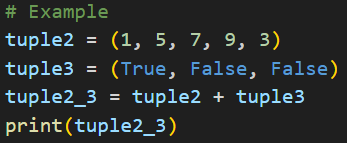 # Example
tuple2 = (1, 5, 7, 9, 3)
tuple3 = (True, False, False)
tuple2_3 = tuple2 + tuple3
print(tuple2_3)